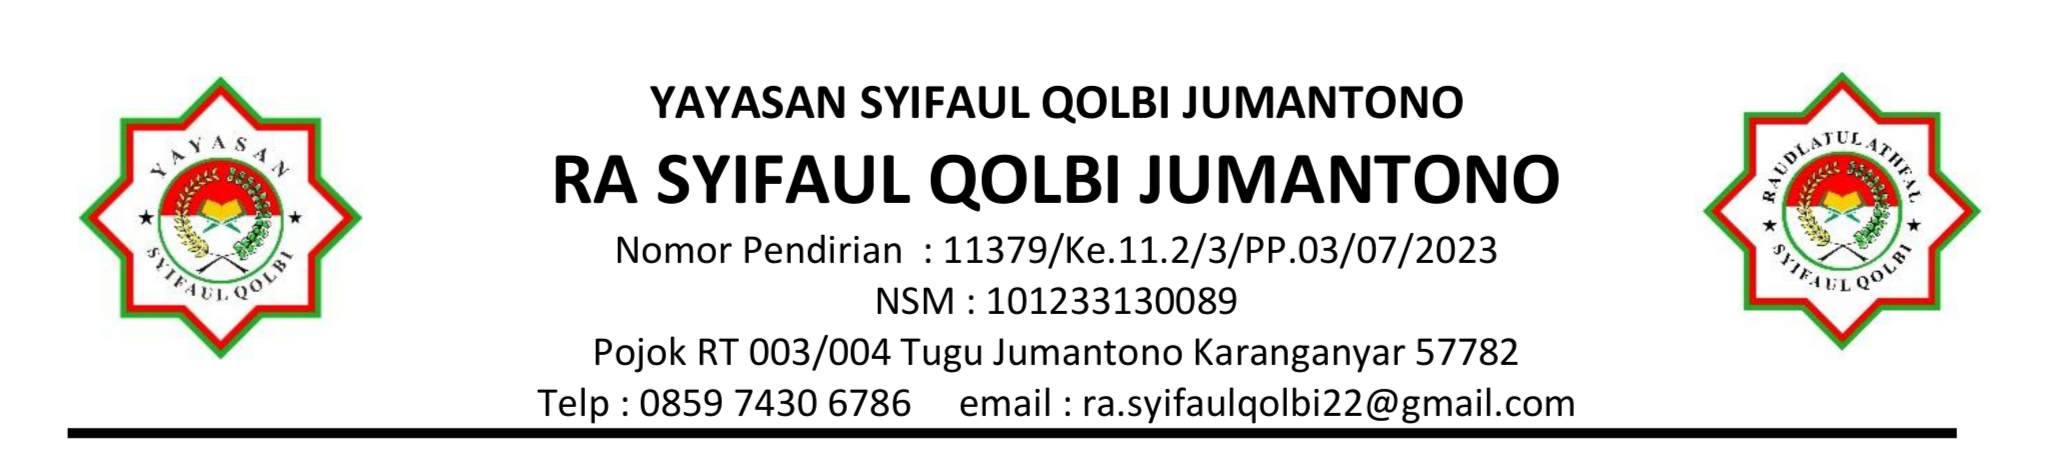 YAYASAN SYIFAUL QOLBI JUMANTONO
RA SYIFAUL QOLBI JUMANTONO
Nomor Pendirian : 11379/Ke.11.2/3/PP.03/07/2023
NSM : 101233130089
Pojok RT 003/004 Tugu Jumantono Karanganyar 57782
Telp : 0859 7430 6786 email : ra.syifaulqolbi22@gmail.com
YAYASAN
SYIFAUL QOLBI
RAUDLATUL ATHFAL
SYIFAUL QOLBI